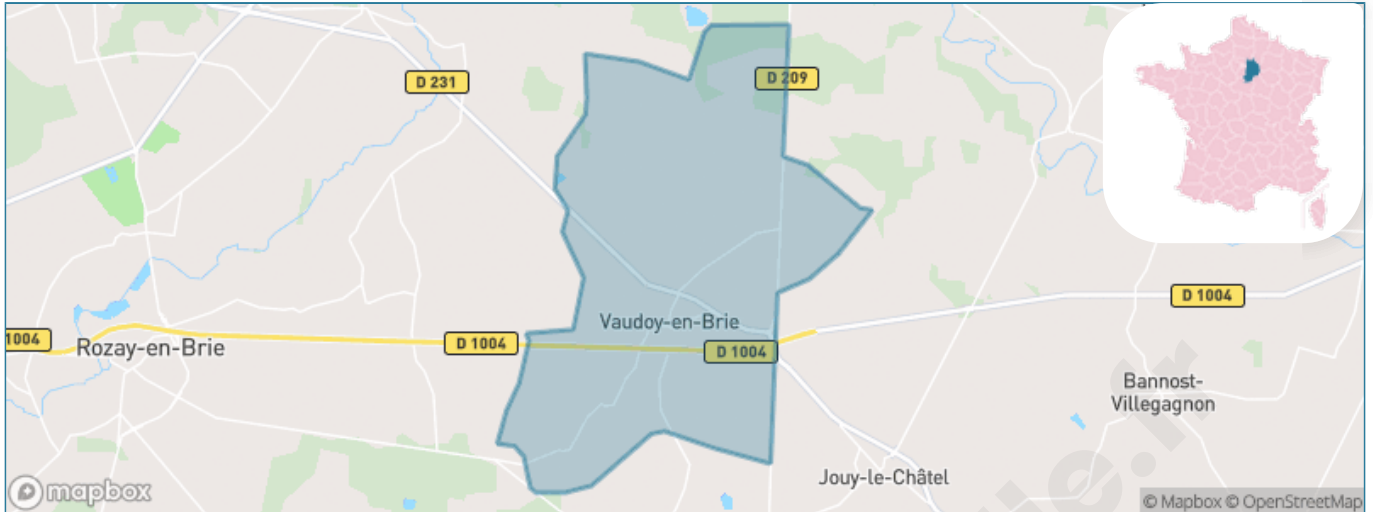 D 231
D 209
Vaudoy-en-Brie
D 1004
1004
Rozay-en-Brie
D 1004
D 1004
Bannost-
Villegagnon
Jouy-le-Châtel
mapbox
© Mapbox © OpenStreetMap